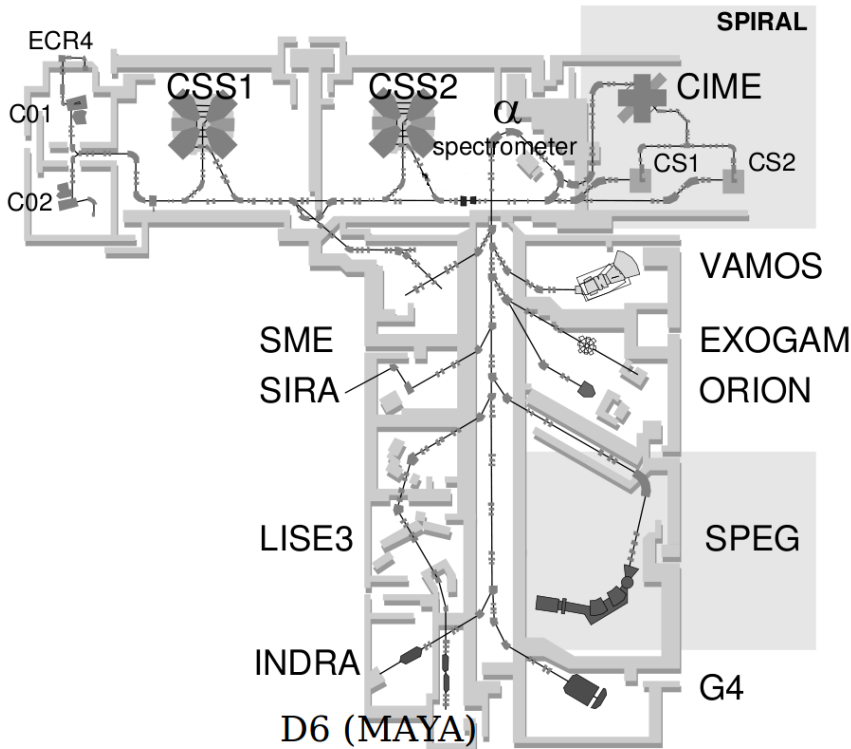 SPIRAL
ECR4
CSS1
CSS2
α
spectrometer
CIME
C01
C02
CS1
CS2
VAMOS
SME
EXOGAM
SIRA
ORION
LISE3
SPEG
INDRA
G4
D6 (MAYA)